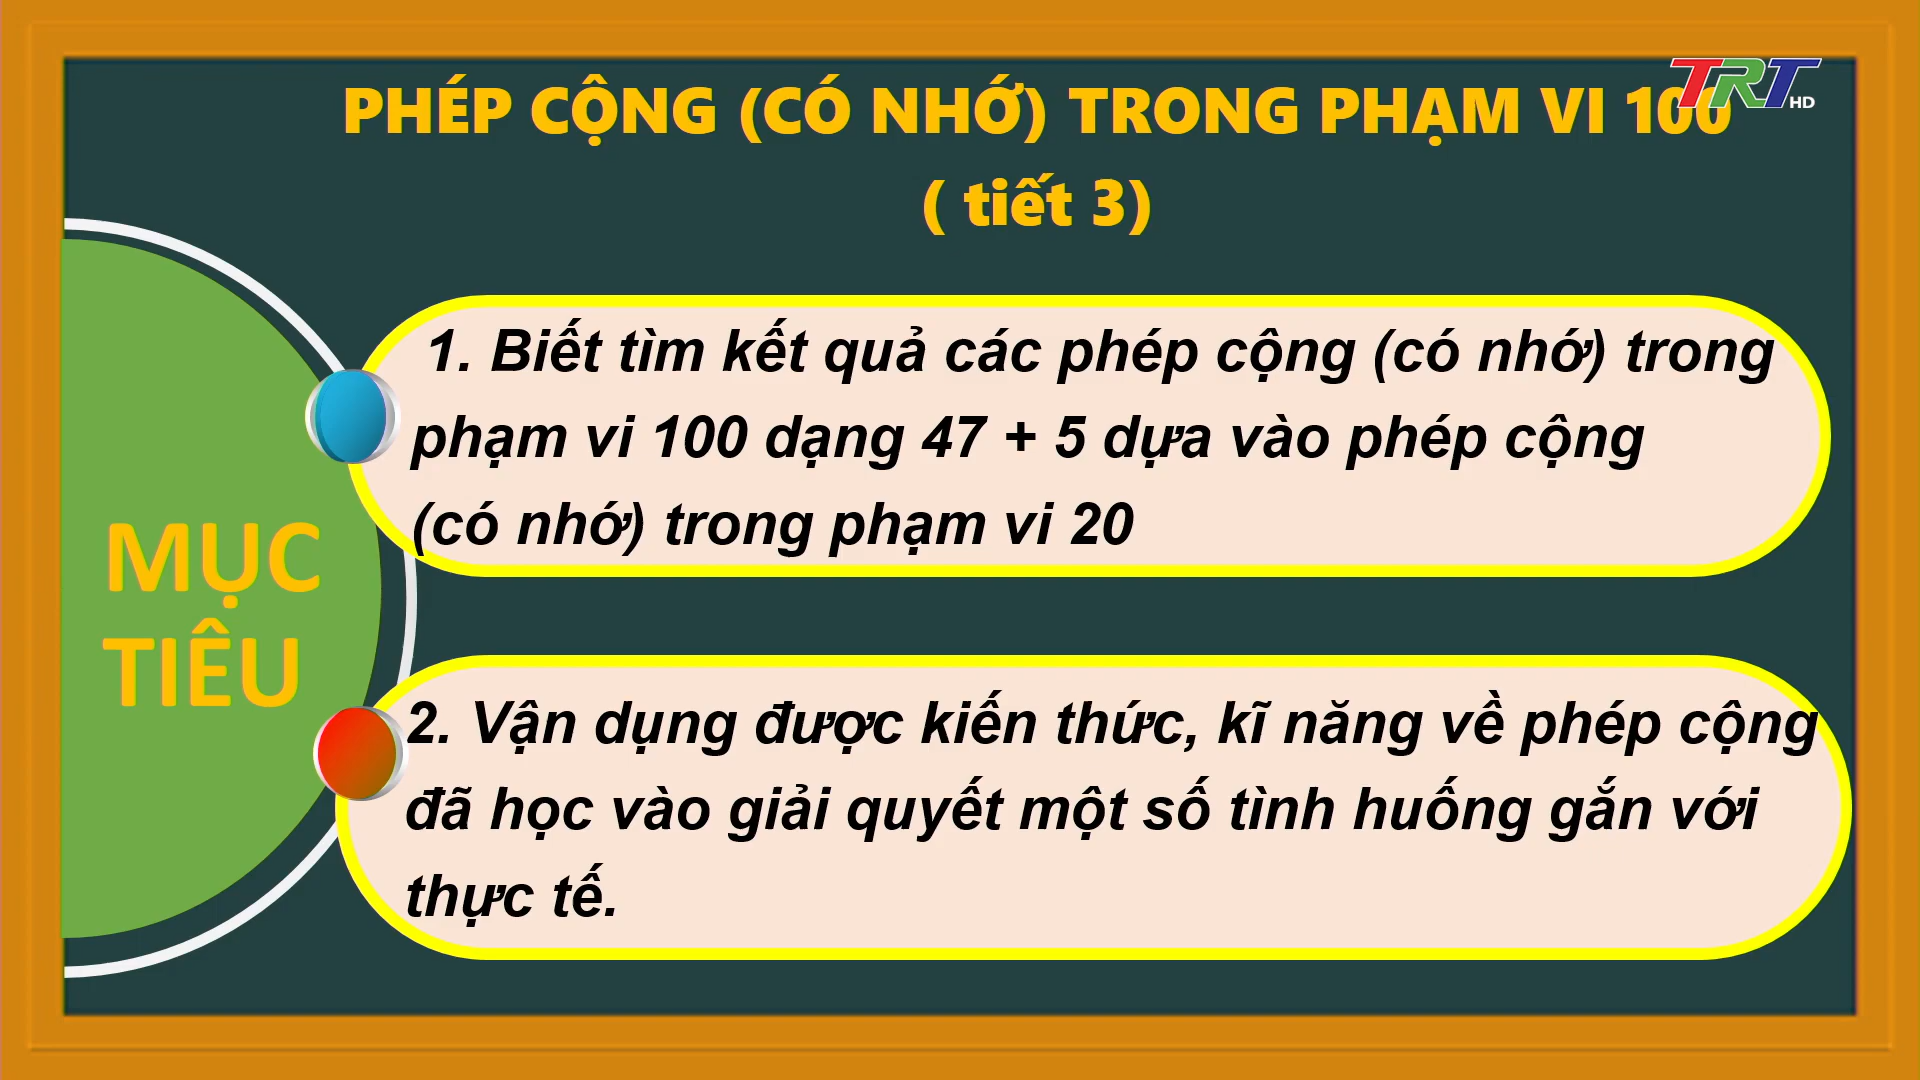 PHÉP CỘNG (CÓ NHỚ) TRONG PHẠM VI 100
( tiết 3)
TRT HD
1. Biết tìm kết quả các phép cộng (có nhớ) trong
phạm vi 100 dạng 47 + 5 dựa vào phép cộng
(có nhớ) trong phạm vi 20
MỤC
TIÊU
2. Vận dụng được kiến thức, kĩ năng về phép cộng
đã học vào giải quyết một số tình huống gắn với
thực tế.